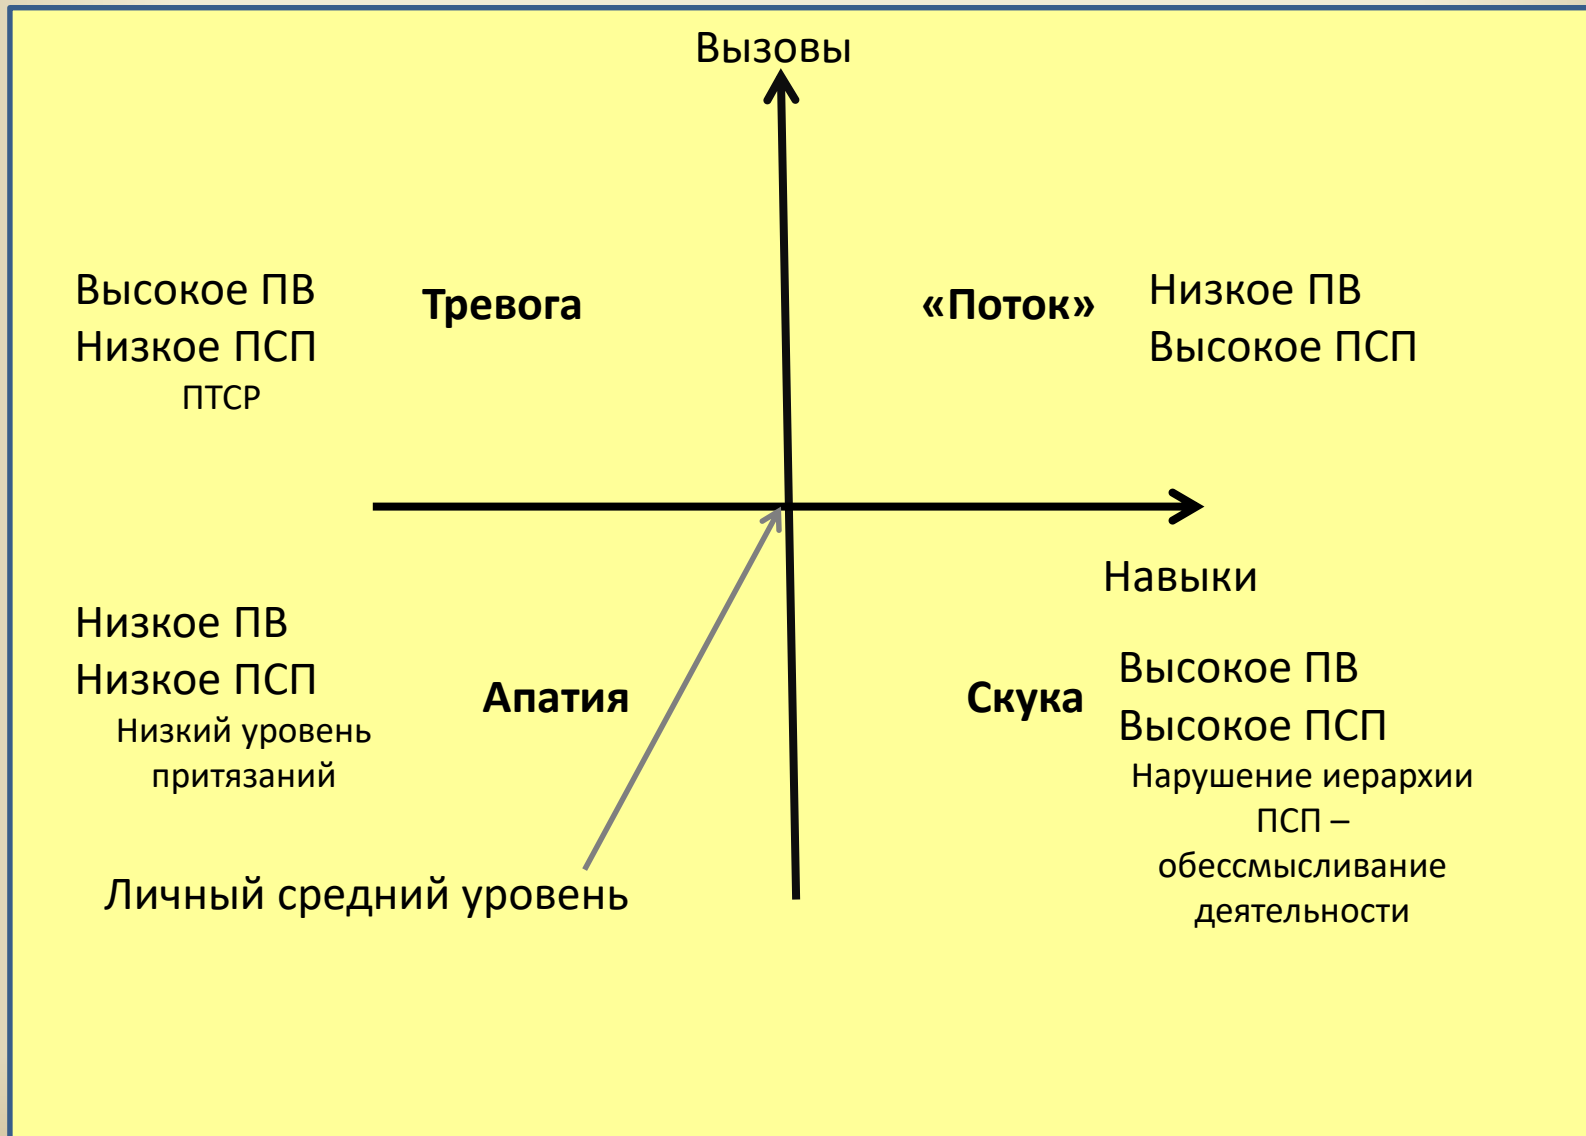 Вызовы
Высокое ПВ
Низкое ПСП
ПТСР
Тревога
«Поток»
Низкое ПВ
Высокое ПСП
Навыки
Низкое ПВ
Низкое ПСП
Низкий уровень
притязаний
Апатия
Скука
Высокое ПВ
Высокое ПСП
Нарушение иерархии
ПСП –
обессмысливание
деятельности
Личный средний уровень